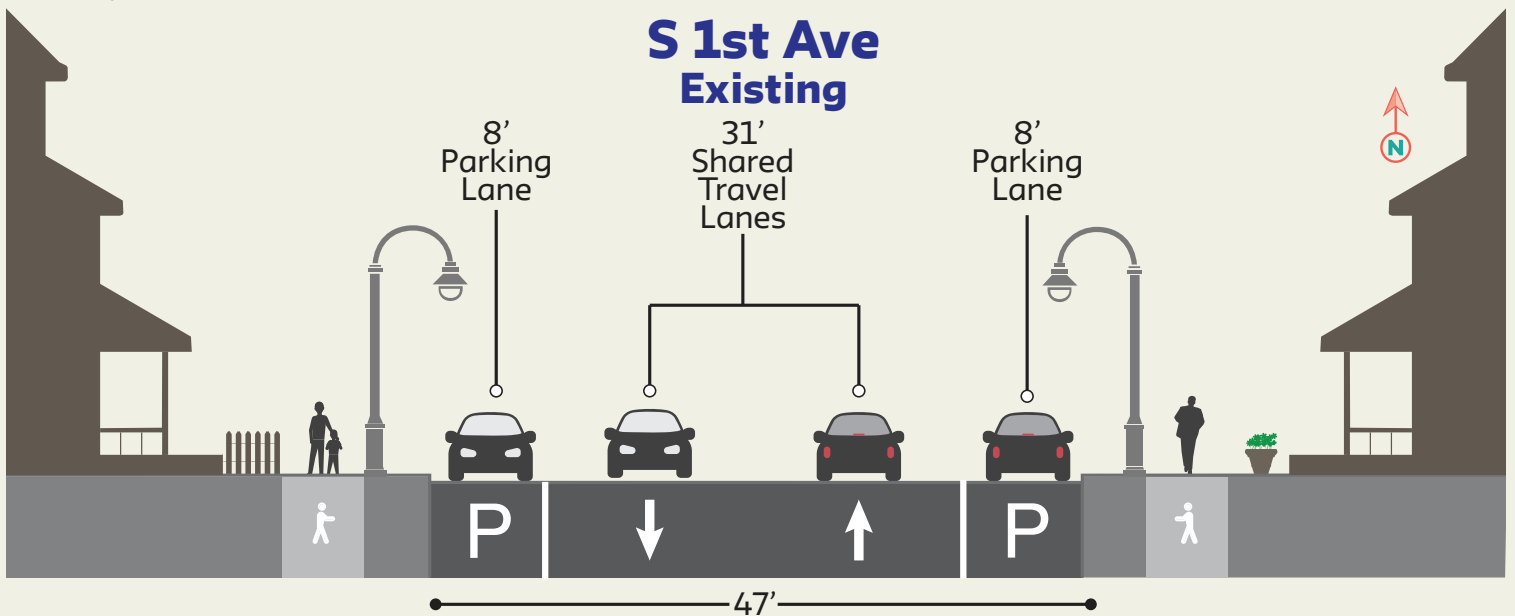 S 1st Ave
Existing
8’
Parking
Lane
31’
Shared
Travel
Lanes
8’
Parking
Lane
N
P
P
47’